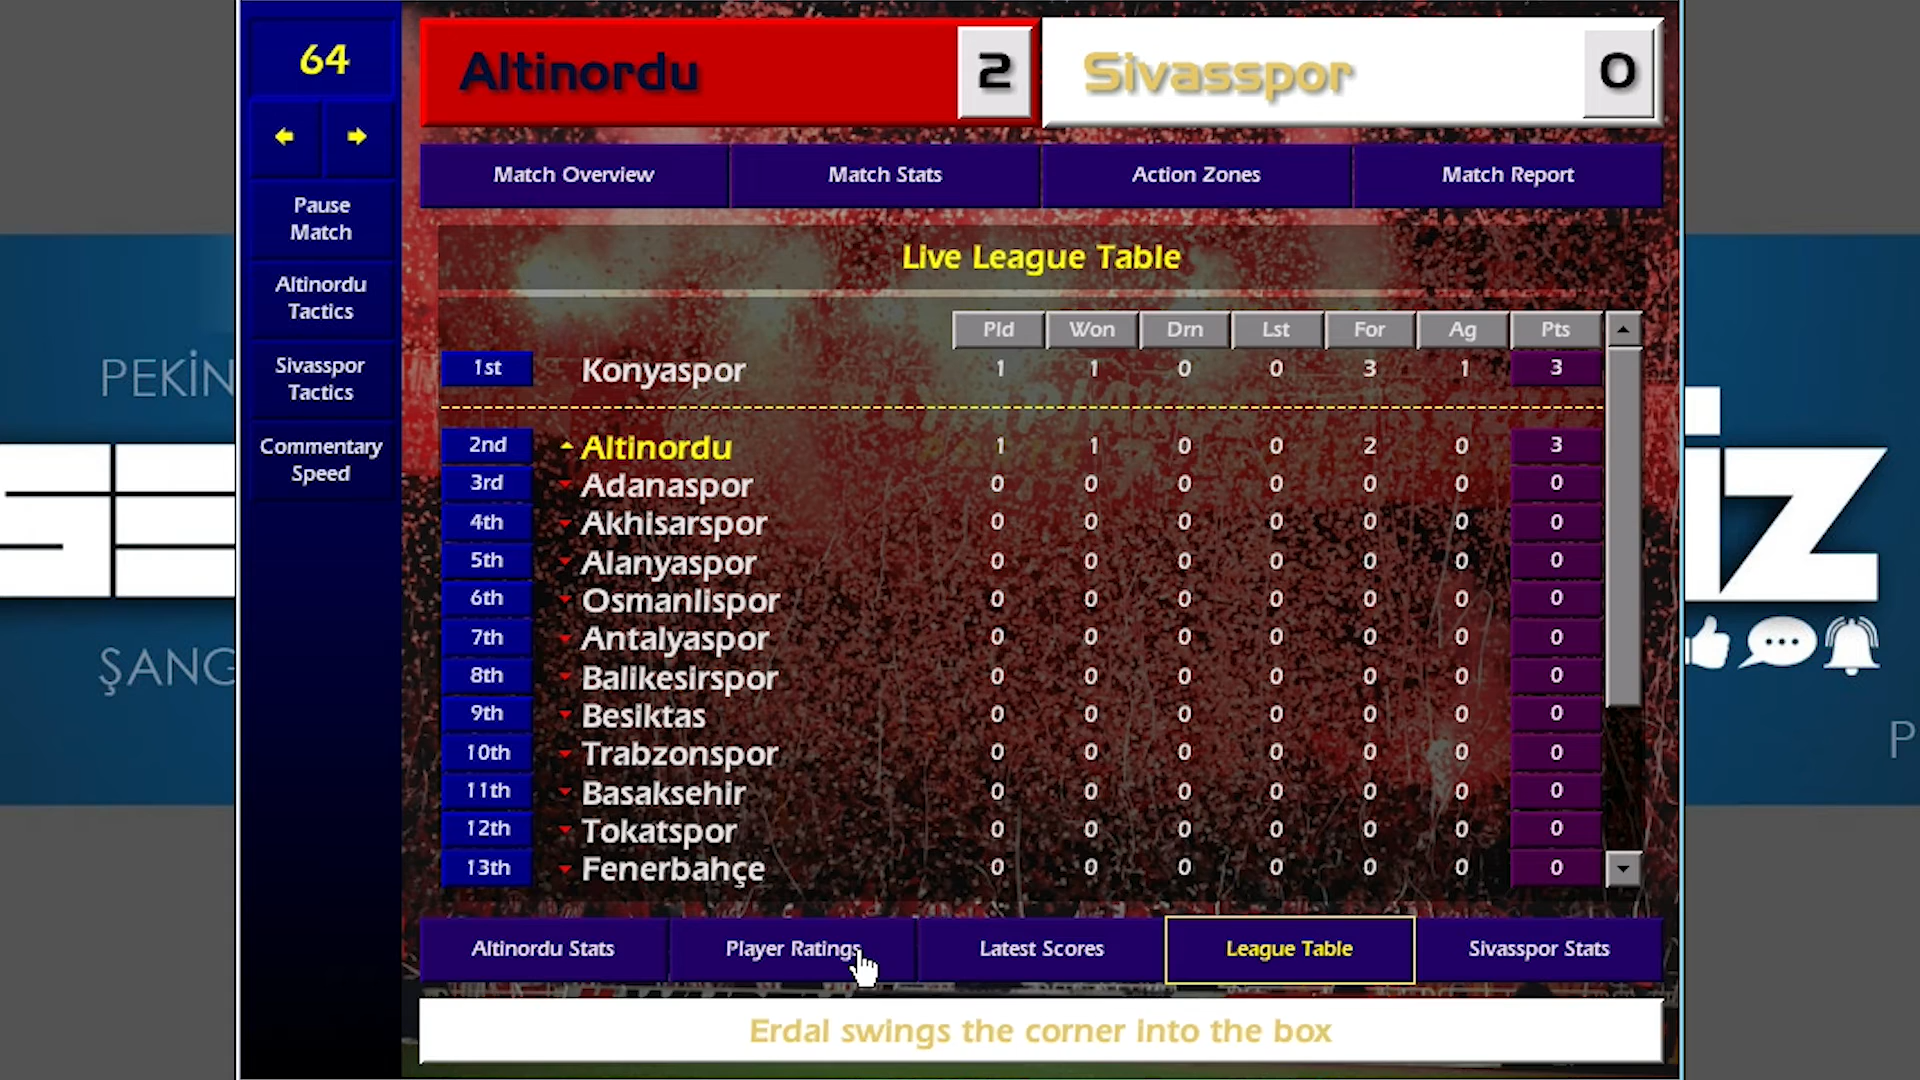 64
Altinordu 2 Sivasspor 0
Match Overview Match Stats Action Zones Match Report
Pause
Match
Altinordu
Tactics
Sivasspor
Tactics
Commentary
Speed
Live League Table
Pld Won Drn Lst For Ag Pts
1st Konyaspor 1 1 0 0 3 1 3
2nd Altinordu 1 1 0 0 2 0 3
3rd Adanaspor 0 0 0 0 0 0 0
4th Akhisarspor 0 0 0 0 0 0 0
5th Alanyaspor 0 0 0 0 0 0 0
6th Osmanlispor 0 0 0 0 0 0 0
7th Antalyaspor 0 0 0 0 0 0 0
8th Balikesirspor 0 0 0 0 0 0 0
9th Besiktas 0 0 0 0 0 0 0
10th Trabzonspor 0 0 0 0 0 0 0
11th Basaksehir 0 0 0 0 0 0 0
12th Tokatspor 0 0 0 0 0 0 0
13th Fenerbahçe 0 0 0 0 0 0 0
Altinordu Stats Player Ratings Latest Scores League Table Sivasspor Stats
Erdal swings the corner into the box
PEKİN
ŞANG